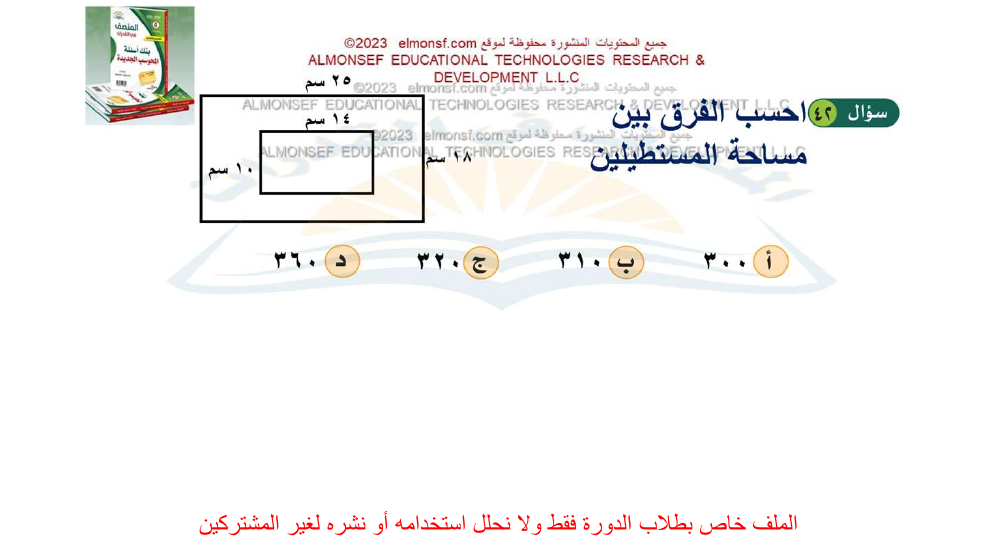 المنصف
في القدرات
بنك أسئلة
المحوسب الجديدة
جميع المحتويات المنشورة محفوظة لموقع elmonsf.com ©2023
ALMONSEF EDUCATIONAL TECHNOLOGIES RESEARCH &
DEVELOPMENT L.L.C
جميع المحتويات المنشورة محفوظة لموقع elmonsf.com ©2023
ALMONSEF EDUCATIONAL TECHNOLOGIES RESEARCH & DEVELOPMENT L.L.C
جميع المحتويات المنشورة محفوظة لموقع elmonsf.com ©2023
ALMONSEF EDUCATIONAL TECHNOLOGIES RESEARCH & DEVELOPMENT L.L.C
سؤال ٤٢ احسب الفرق بين
مساحة المستطيلين
٢٥ سم
١٤ سم
١٨ سم
١٠ سم
أ ٣٠٠ ب ٣١٠ ج ٣٢٠ د ٣٦٠
الملف خاص بطلاب الدورة فقط ولا نحلل استخدامه أو نشره لغير المشتركين